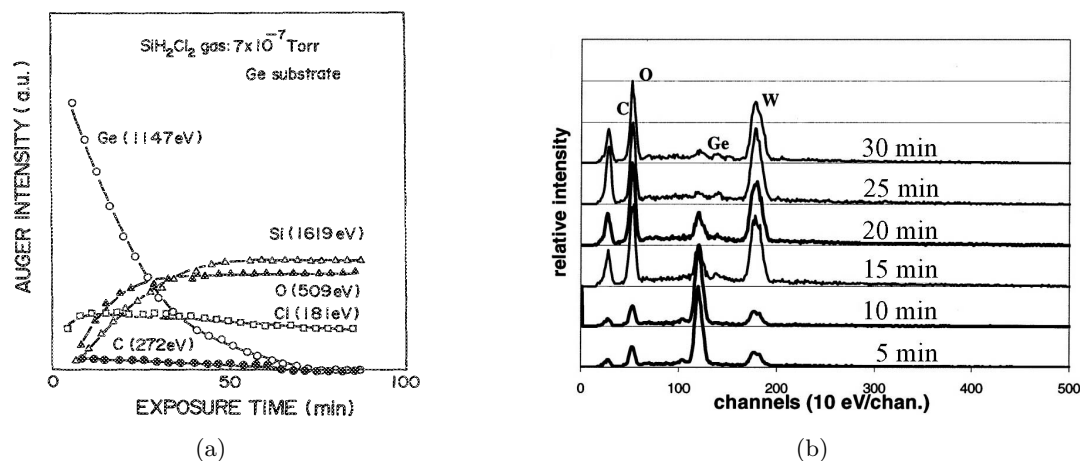 SiH₂Cl₂ gas: 7x10⁻⁷ Torr
Ge substrate
Ge (1147eV)
Si (1619eV)
O (509eV)
Cl (181eV)
C (272eV)
AUGER INTENSITY (a.u.)
0
50
100
EXPOSURE TIME (min)
(a)
O
C
W
Ge
30 min
25 min
20 min
15 min
10 min
5 min
relative intensity
0
100
200
300
400
500
channels (10 eV/chan.)
(b)